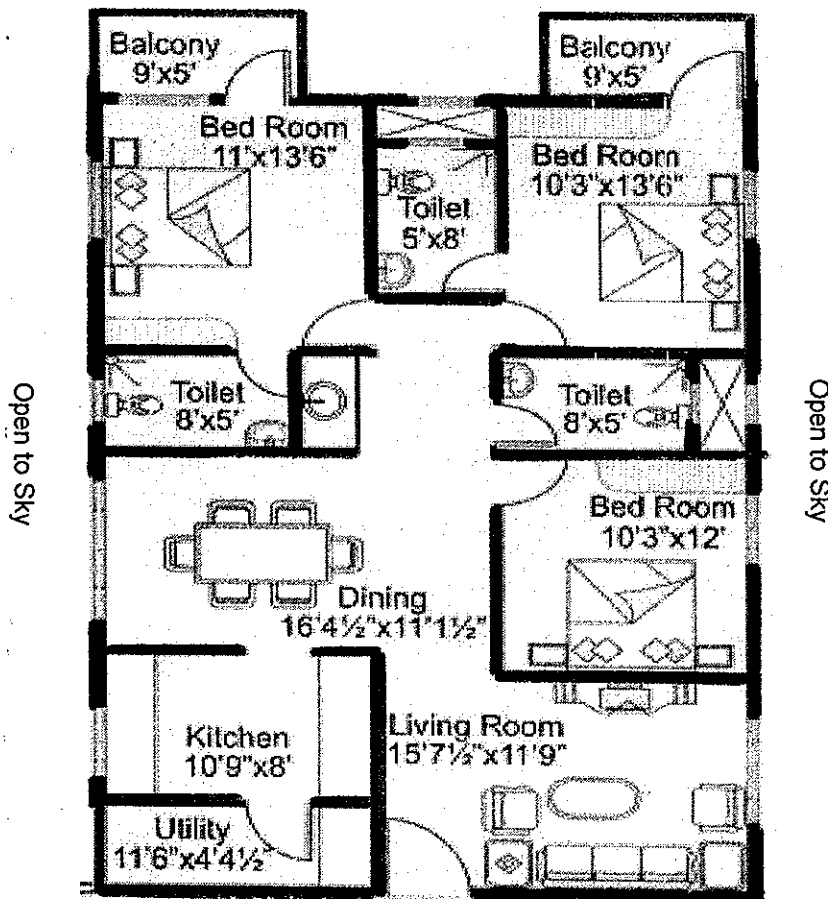 Balcony
9'x5'
Balcony
9'x5'
Bed Room
11'x13'6"
Bed Room
10'3"x13'6"
Toilet
5'x8'
Toilet
8'x5'
Toilet
8'x5'
Open to Sky
Open to Sky
Bed Room
10'3"x12'
Dining
16'4½"x11'1½"
Kitchen
10'9"x8'
Living Room
15'7½"x11'9"
Utility
11'6"x4'4½"